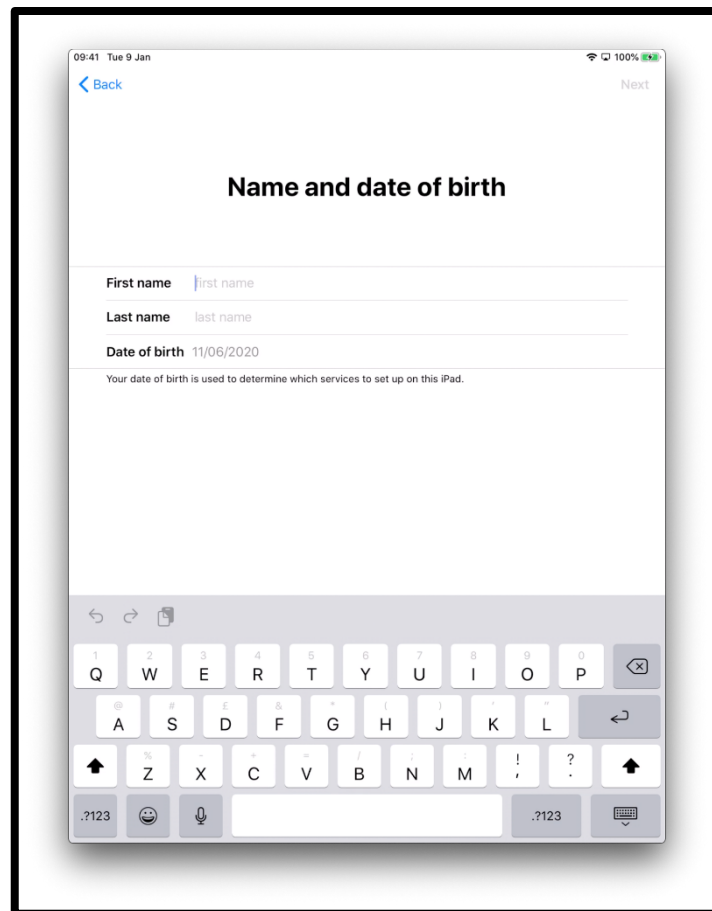 09:41 Tue 9 Jan 100%
Back Next
Name and date of birth
First name first name
Last name last name
Date of birth 11/06/2020
Your date of birth is used to determine which services to set up on this iPad.
1 2 3 4 5 6 7 8 9 0
Q W E R T Y U I O P
@ # £ & * ( ) ' "
A S D F G H J K L
% - + = / ; : ! ?
Z X C V B N M , .
.?123 .?123